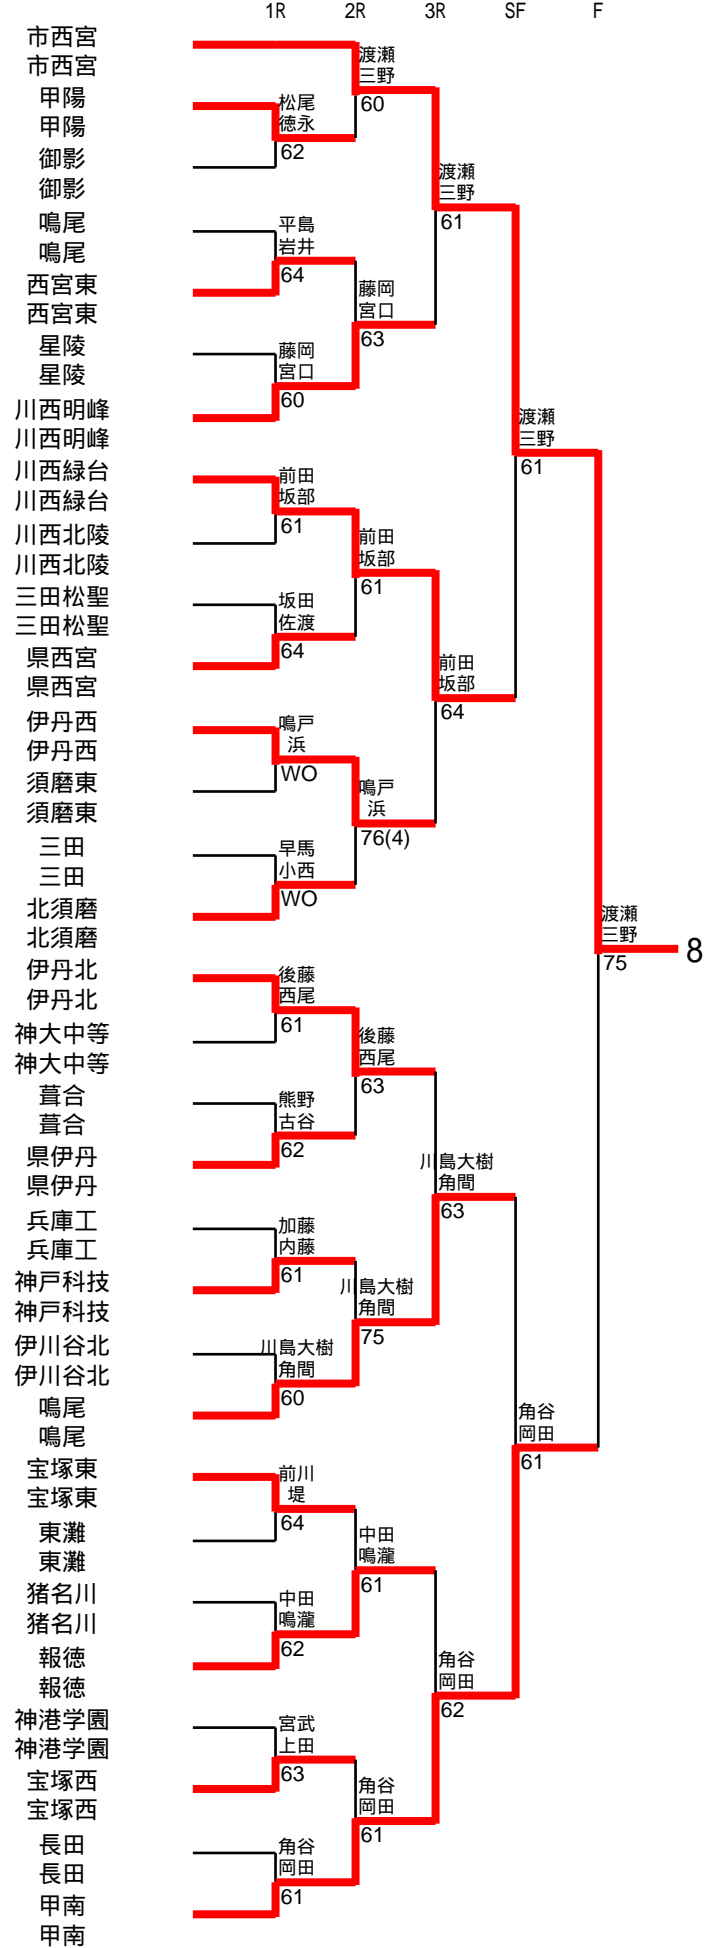 1R 2R 3R SF F
市西宮
市西宮
渡瀬
三野
60
甲陽
甲陽
松尾
徳永
62
御影
御影
渡瀬
三野
61
鳴尾
鳴尾
平島
岩井
64
西宮東
西宮東
藤岡
宮口
63
星陵
星陵
藤岡
宮口
60
川西明峰
川西明峰
渡瀬
三野
61
川西緑台
川西緑台
前田
坂部
61
川西北陵
川西北陵
前田
坂部
61
三田松聖
三田松聖
坂田
佐渡
64
県西宮
県西宮
前田
坂部
64
伊丹西
伊丹西
鳴戸
浜
WO
須磨東
須磨東
鳴戸
浜
76(4)
三田
三田
早馬
小西
WO
北須磨
北須磨
渡瀬
三野
75
8
伊丹北
伊丹北
後藤
西尾
61
神大中等
神大中等
後藤
西尾
63
葺合
葺合
熊野
古谷
62
県伊丹
県伊丹
川島大樹
角間
63
兵庫工
兵庫工
加藤
内藤
61
神戸科技
神戸科技
川島大樹
角間
75
伊川谷北
伊川谷北
川島大樹
角間
60
鳴尾
鳴尾
角谷
岡田
61
宝塚東
宝塚東
前川
堤
64
東灘
東灘
中田
鳴瀧
61
猪名川
猪名川
中田
鳴瀧
62
報徳
報徳
角谷
岡田
62
神港学園
神港学園
宮武
上田
63
宝塚西
宝塚西
角谷
岡田
61
長田
長田
角谷
岡田
61
甲南
甲南